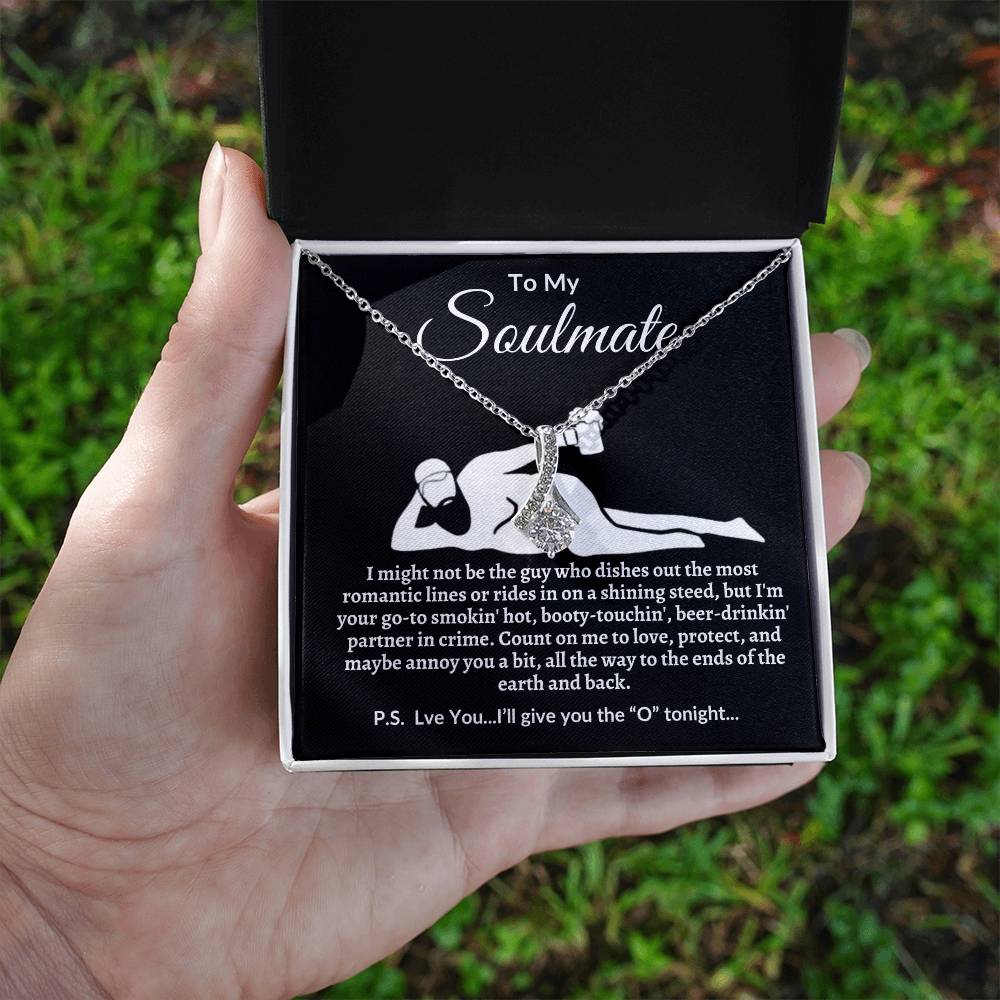 To My
Soulmate
I might not be the guy who dishes out the most
romantic lines or rides in on a shining steed, but I'm
your go-to smokin' hot, booty-touchin', beer-drinkin'
partner in crime. Count on me to love, protect, and
maybe annoy you a bit, all the way to the ends of the
earth and back.
P.S. Lve You...I’ll give you the “O” tonight...